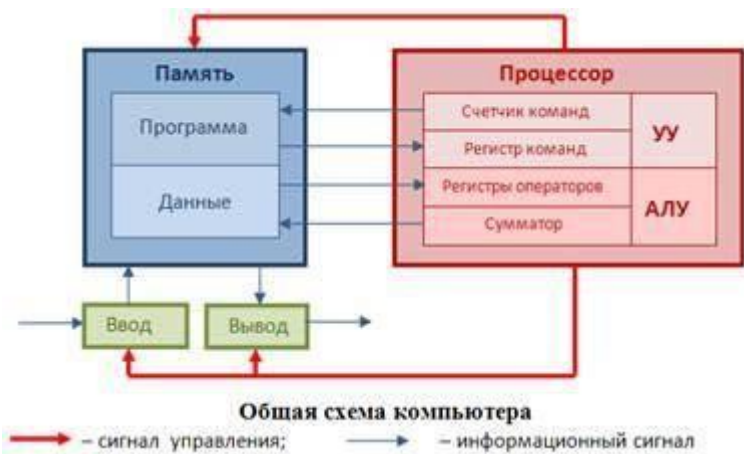 Память
Процессор
Программа
Данные
Счетчик команд
Регистр команд
УУ
Регистры операторов
Сумматор
АЛУ
Ввод
Вывод
Общая схема компьютера
– сигнал управления;
– информационный сигнал